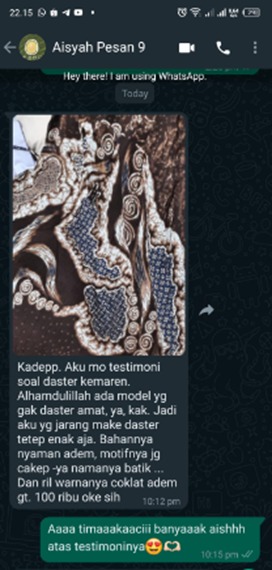 22.15
Aisyah Pesan 9
Hey there! I am using WhatsApp.
Today
Kadepp. Aku mo testimoni
soal daster kemaren.
Alhamdulillah ada model yg
gak daster amat, ya, kak. Jadi
aku yg jarang make daster
tetep enak aja. Bahannya
nyaman adem, motifnya jg
cakep -ya namanya batik ...
Dan ril warnanya coklat adem
gt. 100 ribu oke sih
10:12 pm
Aaaa timaaakaaciii banyaaak aishhh
atas testimoninya😍🫶
10:15 pm